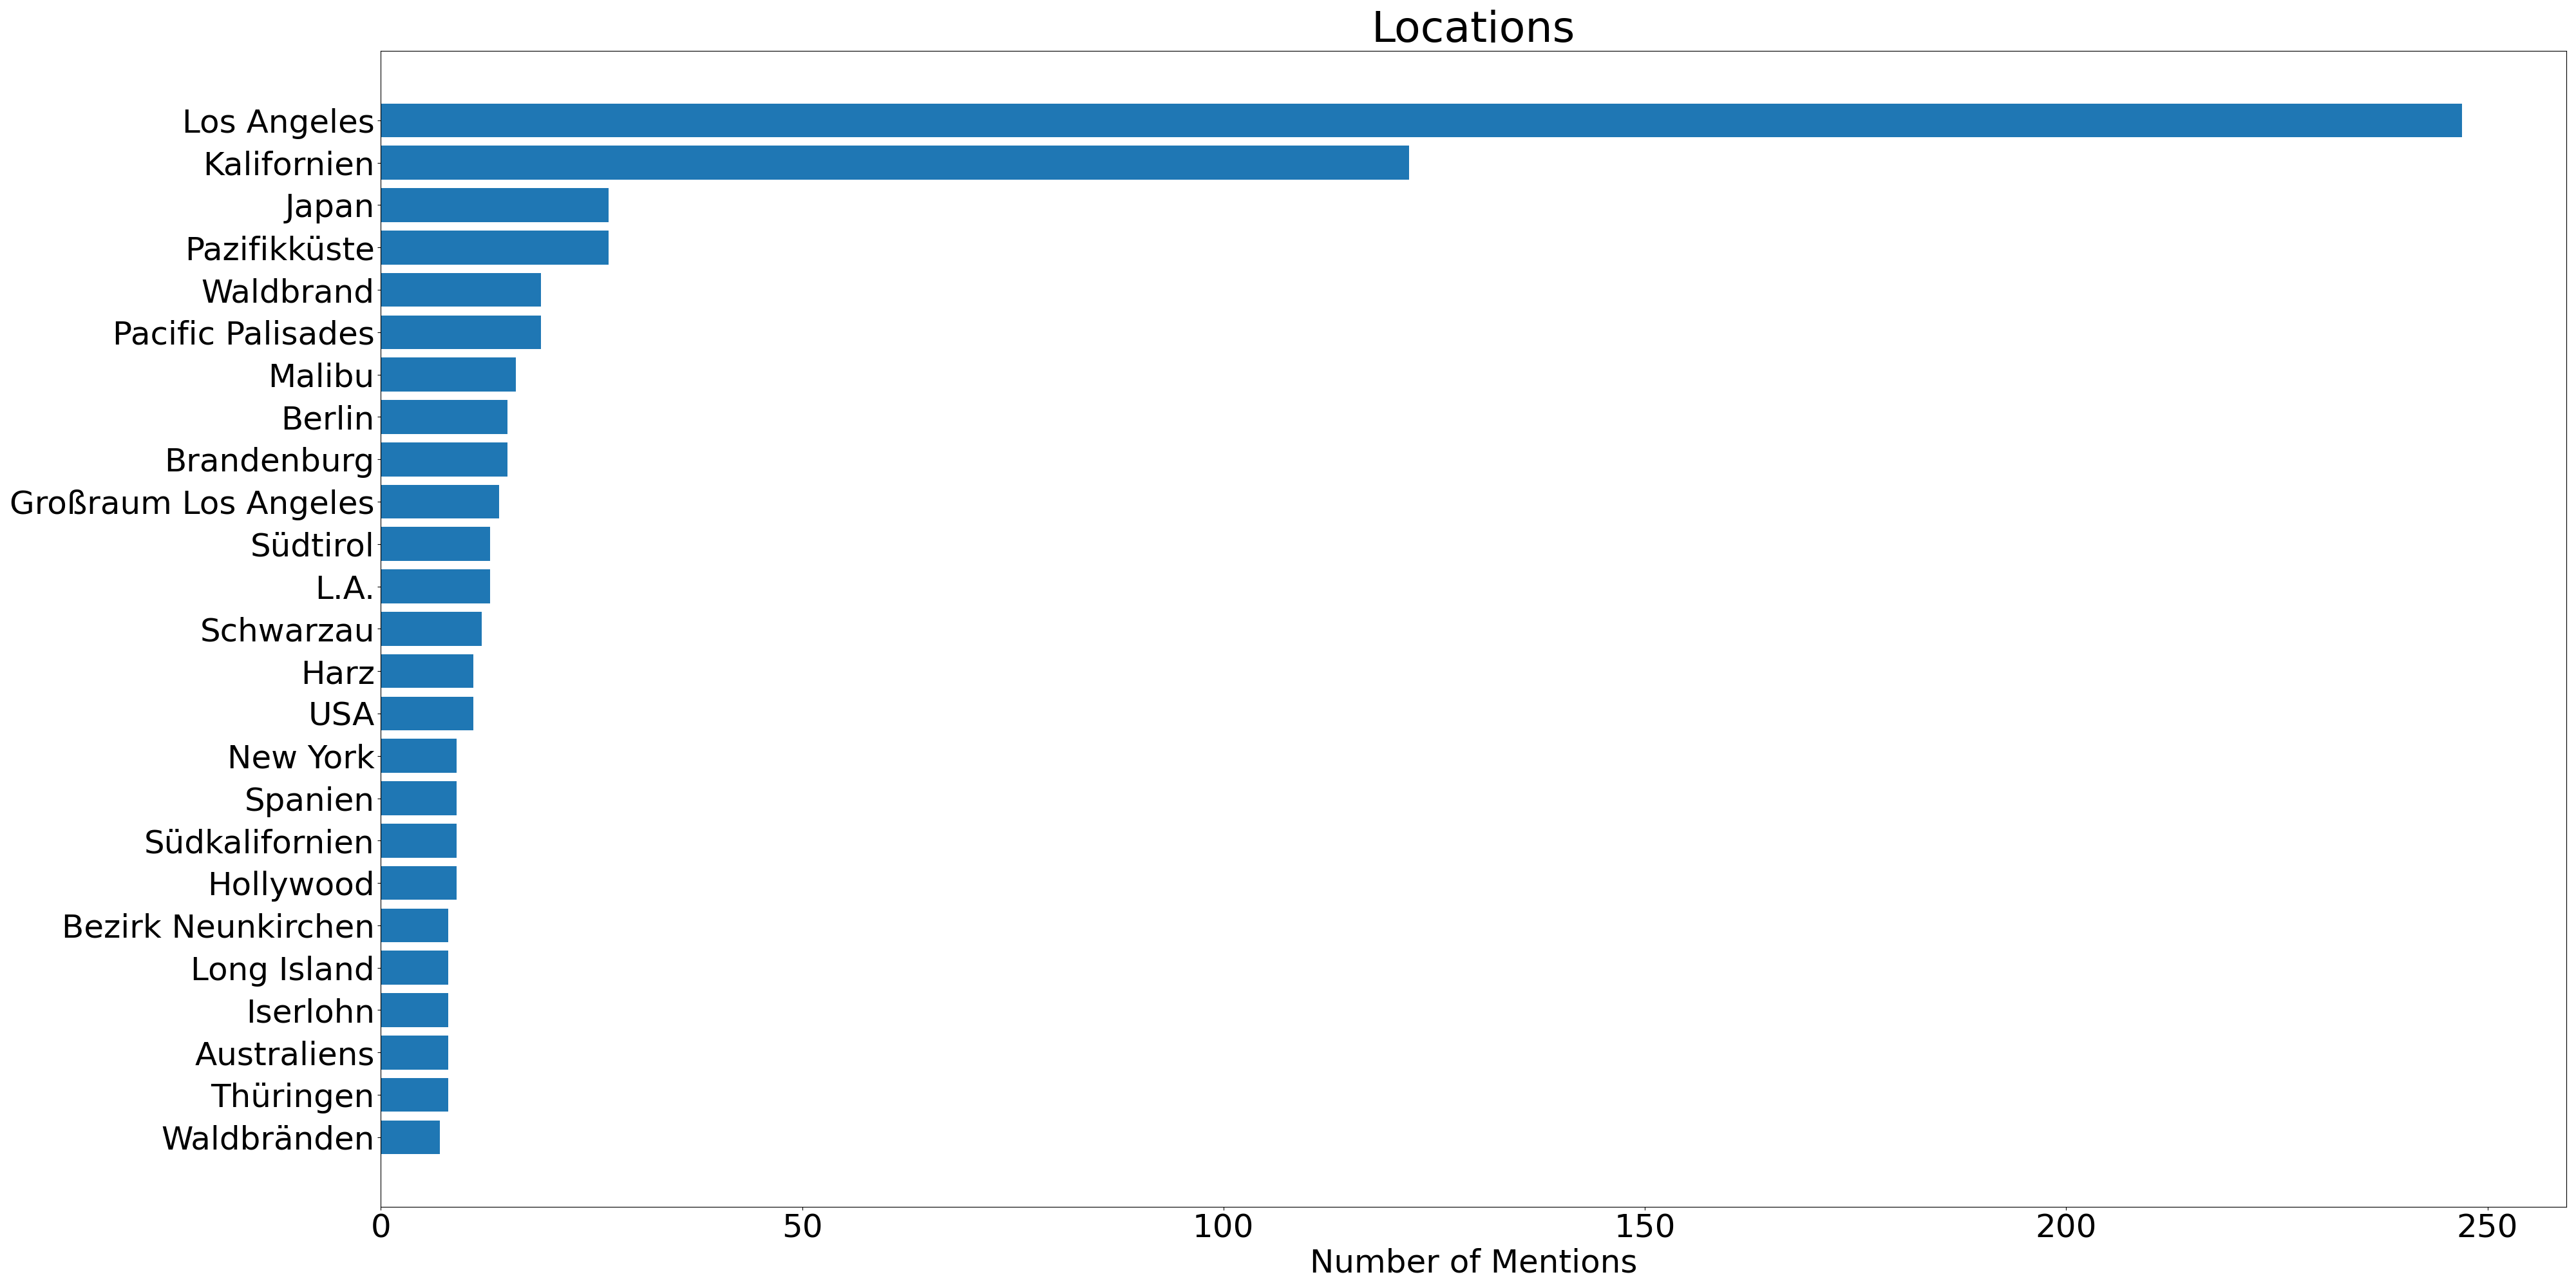 Locations
Los Angeles
Kalifornien
Japan
Pazifikküste
Waldbrand
Pacific Palisades
Malibu
Berlin
Brandenburg
Großraum Los Angeles
Südtirol
L.A.
Schwarzau
Harz
USA
New York
Spanien
Südkalifornien
Hollywood
Bezirk Neunkirchen
Long Island
Iserlohn
Australiens
Thüringen
Waldbränden
0 50 100 150 200 250
Number of Mentions